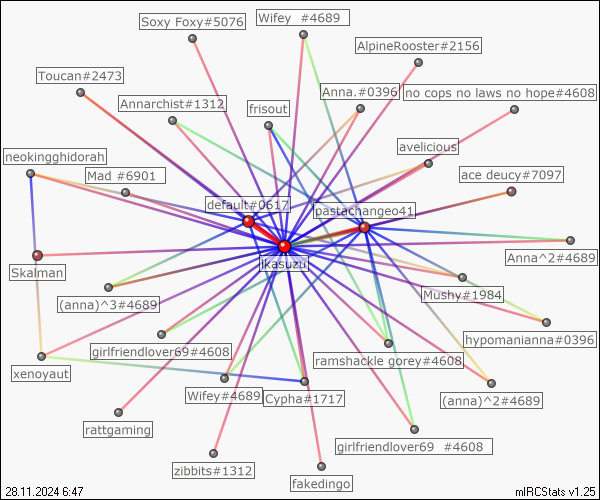 Soxy Foxy#5076
Wifey  #4689
AlpineRooster#2156
Toucan#2473
Annarchist#1312
frisout
Anna.#0396
no cops no laws no hope#4608
neokingghidorah
Mad #6901
avelicious
ace deucy#7097
default#0617
pastachangeo41
ikasuzu
Anna^2#4689
Skalman
(anna)^3#4689
Mushy#1984
hypomanianna#0396
girlfriendlover69#4608
ramshackle gorey#4608
xenoyaut
Wifey#4689
Cypha#1717
(anna)^2#4689
rattgaming
girlfriendlover69  #4608
zibbits#1312
fakedingo
28.11.2024 6:47
mIRCStats v1.25